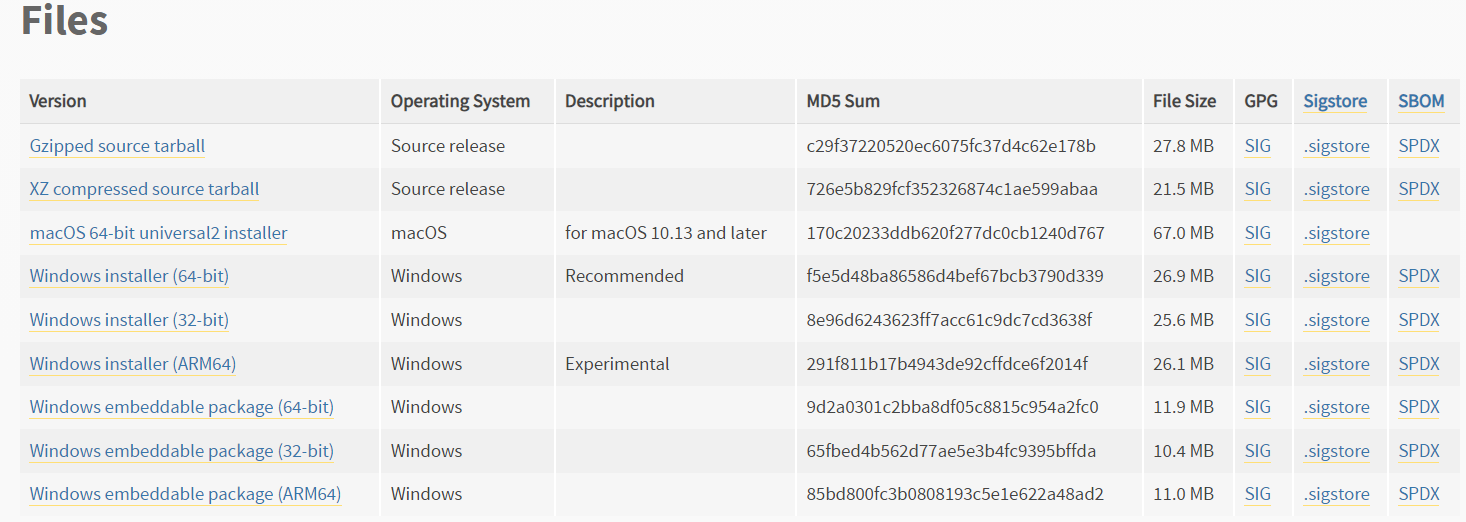 Files
Version Operating System Description MD5 Sum File Size GPG Sigstore SBOM
Gzipped source tarball Source release c29f37220520ec6075fc37d4c62e178b 27.8 MB SIG .sigstore SPDX
XZ compressed source tarball Source release 726e5b829fcf352326874c1ae599abaa 21.5 MB SIG .sigstore SPDX
macOS 64-bit universal2 installer macOS for macOS 10.13 and later 170c20233ddb620f277dc0cb1240d767 67.0 MB SIG .sigstore
Windows installer (64-bit) Windows Recommended f5e5d48ba86586d4bef67bcb3790d339 26.9 MB SIG .sigstore SPDX
Windows installer (32-bit) Windows 8e96d6243623ff7acc61c9dc7cd3638f 25.6 MB SIG .sigstore SPDX
Windows installer (ARM64) Windows Experimental 291f811b17b4943de92cffdce6f2014f 26.1 MB SIG .sigstore SPDX
Windows embeddable package (64-bit) Windows 9d2a0301c2bba8df05c8815c954a2fc0 11.9 MB SIG .sigstore SPDX
Windows embeddable package (32-bit) Windows 65fbed4b562d77ae5e3b4fc9395bffda 10.4 MB SIG .sigstore SPDX
Windows embeddable package (ARM64) Windows 85bd800fc3b0808193c5e1e622a48ad2 11.0 MB SIG .sigstore SPDX